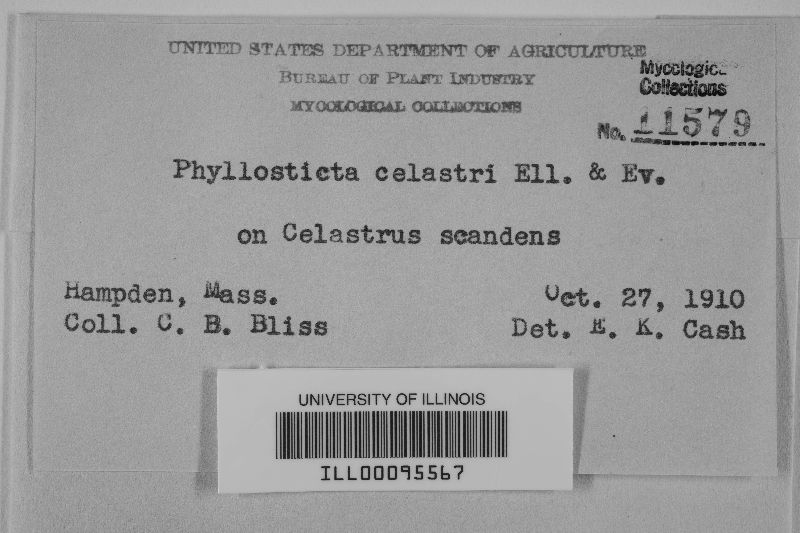 UNITED STATES DEPARTMENT OF AGRICULTURE
BUREAU OF PLANT INDUSTRY
MYCOLOGICAL COLLECTIONS
Mycological
Collections
No. 11579
Phyllosticta celastri Ell. & Ev.
on Celastrus scandens
Hampden, Mass.
Oct. 27, 1910
Coll. C. B. Bliss
Det. E. K. Cash
UNIVERSITY OF ILLINOIS
ILL00095567